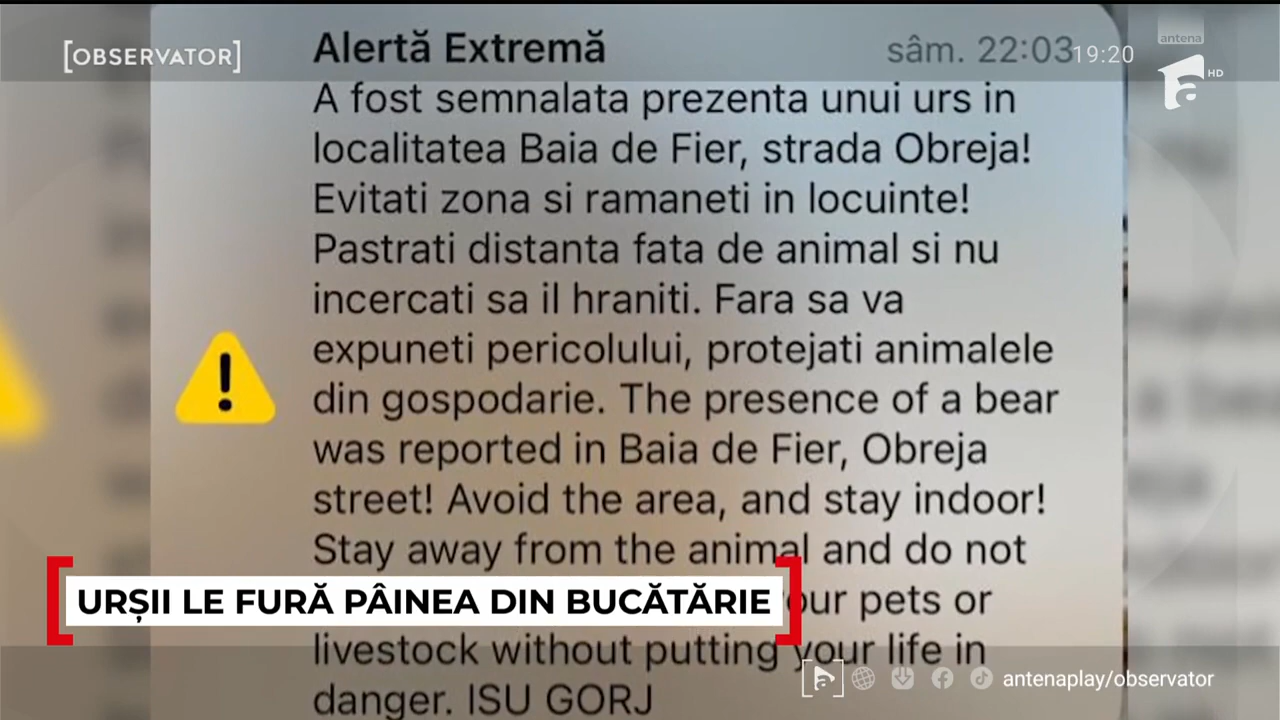 [OBSERVATOR]
Alertă Extremă
sâm. 22:03
19:20
antena
HD
A fost semnalata prezenta unui urs in
localitatea Baia de Fier, strada Obreja!
Evitati zona si ramaneti in locuinte!
Pastrati distanta fata de animal si nu
incercati sa il hraniti. Fara sa va
expuneti pericolului, protejati animalele
din gospodarie. The presence of a bear
was reported in Baia de Fier, Obreja
street! Avoid the area, and stay indoor!
Stay away from the animal and do not
pets or
livestock without putting your life in
danger. ISU GORJ
URȘII LE FURĂ PÂINEA DIN BUCĂTĂRIE
antenaplay/observator